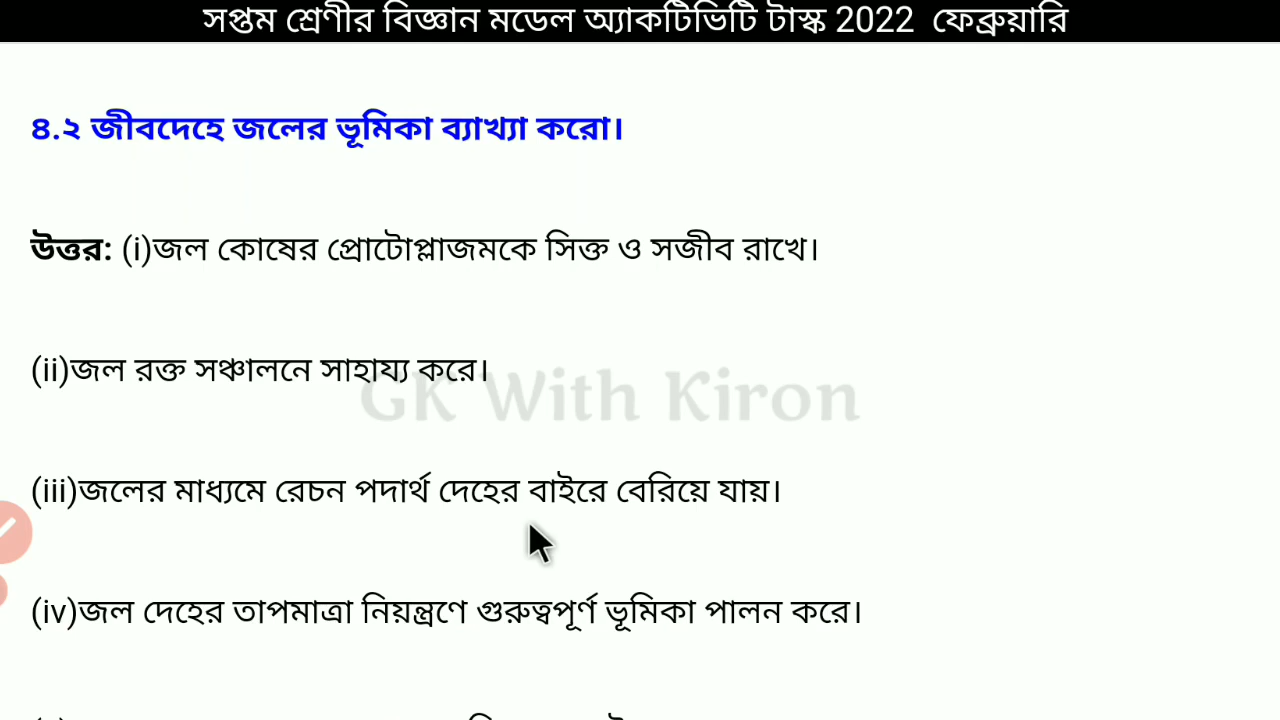 সপ্তম শ্রেণীর বিজ্ঞান মডেল অ্যাকটিভিটি টাস্ক 2022 ফেব্রুয়ারি
৪.২ জীবদেহে জলের ভূমিকা ব্যাখ্যা করো।
উত্তর: (i)জল কোষের প্রোটোপ্লাজমকে সিক্ত ও সজীব রাখে।
(ii)জল রক্ত সঞ্চালনে সাহায্য করে।
GK With Kiron
(iii)জলের মাধ্যমে রেচন পদার্থ দেহের বাইরে বেরিয়ে যায়।
(iv)জল দেহের তাপমাত্রা নিয়ন্ত্রণে গুরুত্বপূর্ণ ভূমিকা পালন করে।